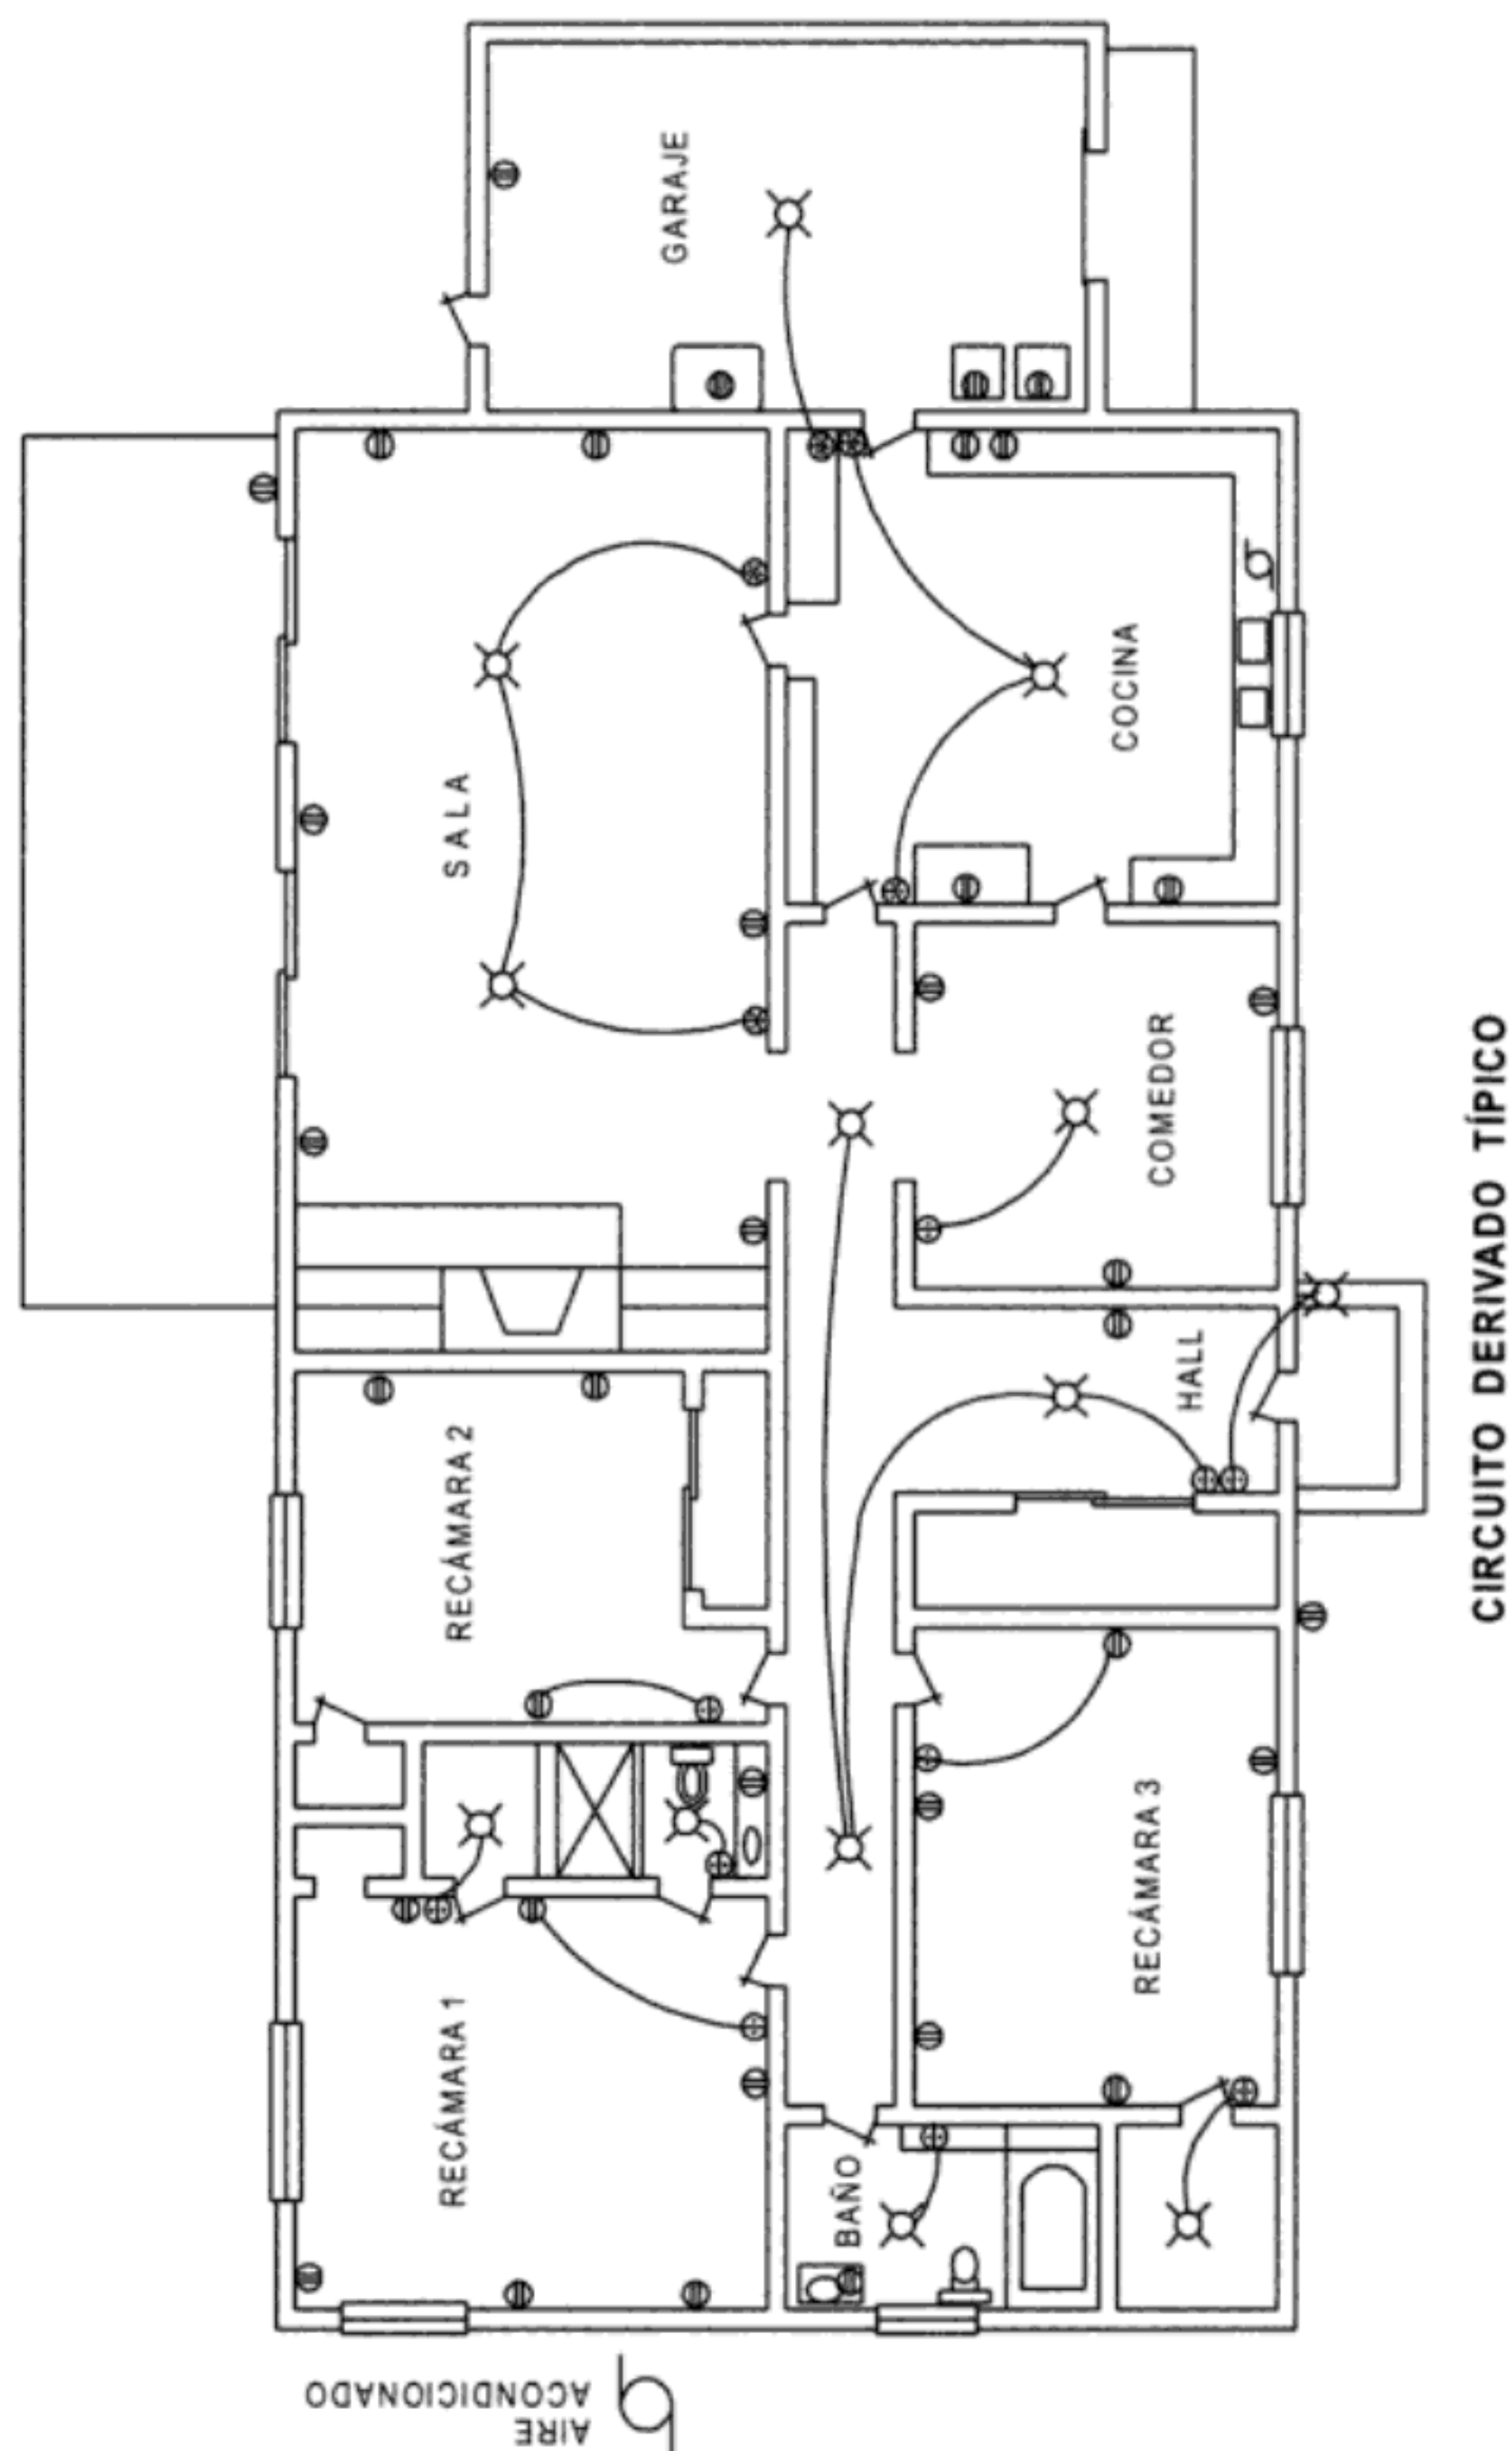 AIRE
ACONDICIONADO
RECÁMARA 1
RECÁMARA 2
SALA
GARAJE
BAÑO
RECÁMARA 3
HALL
COMEDOR
COCINA
CIRCUITO DERIVADO TÍPICO